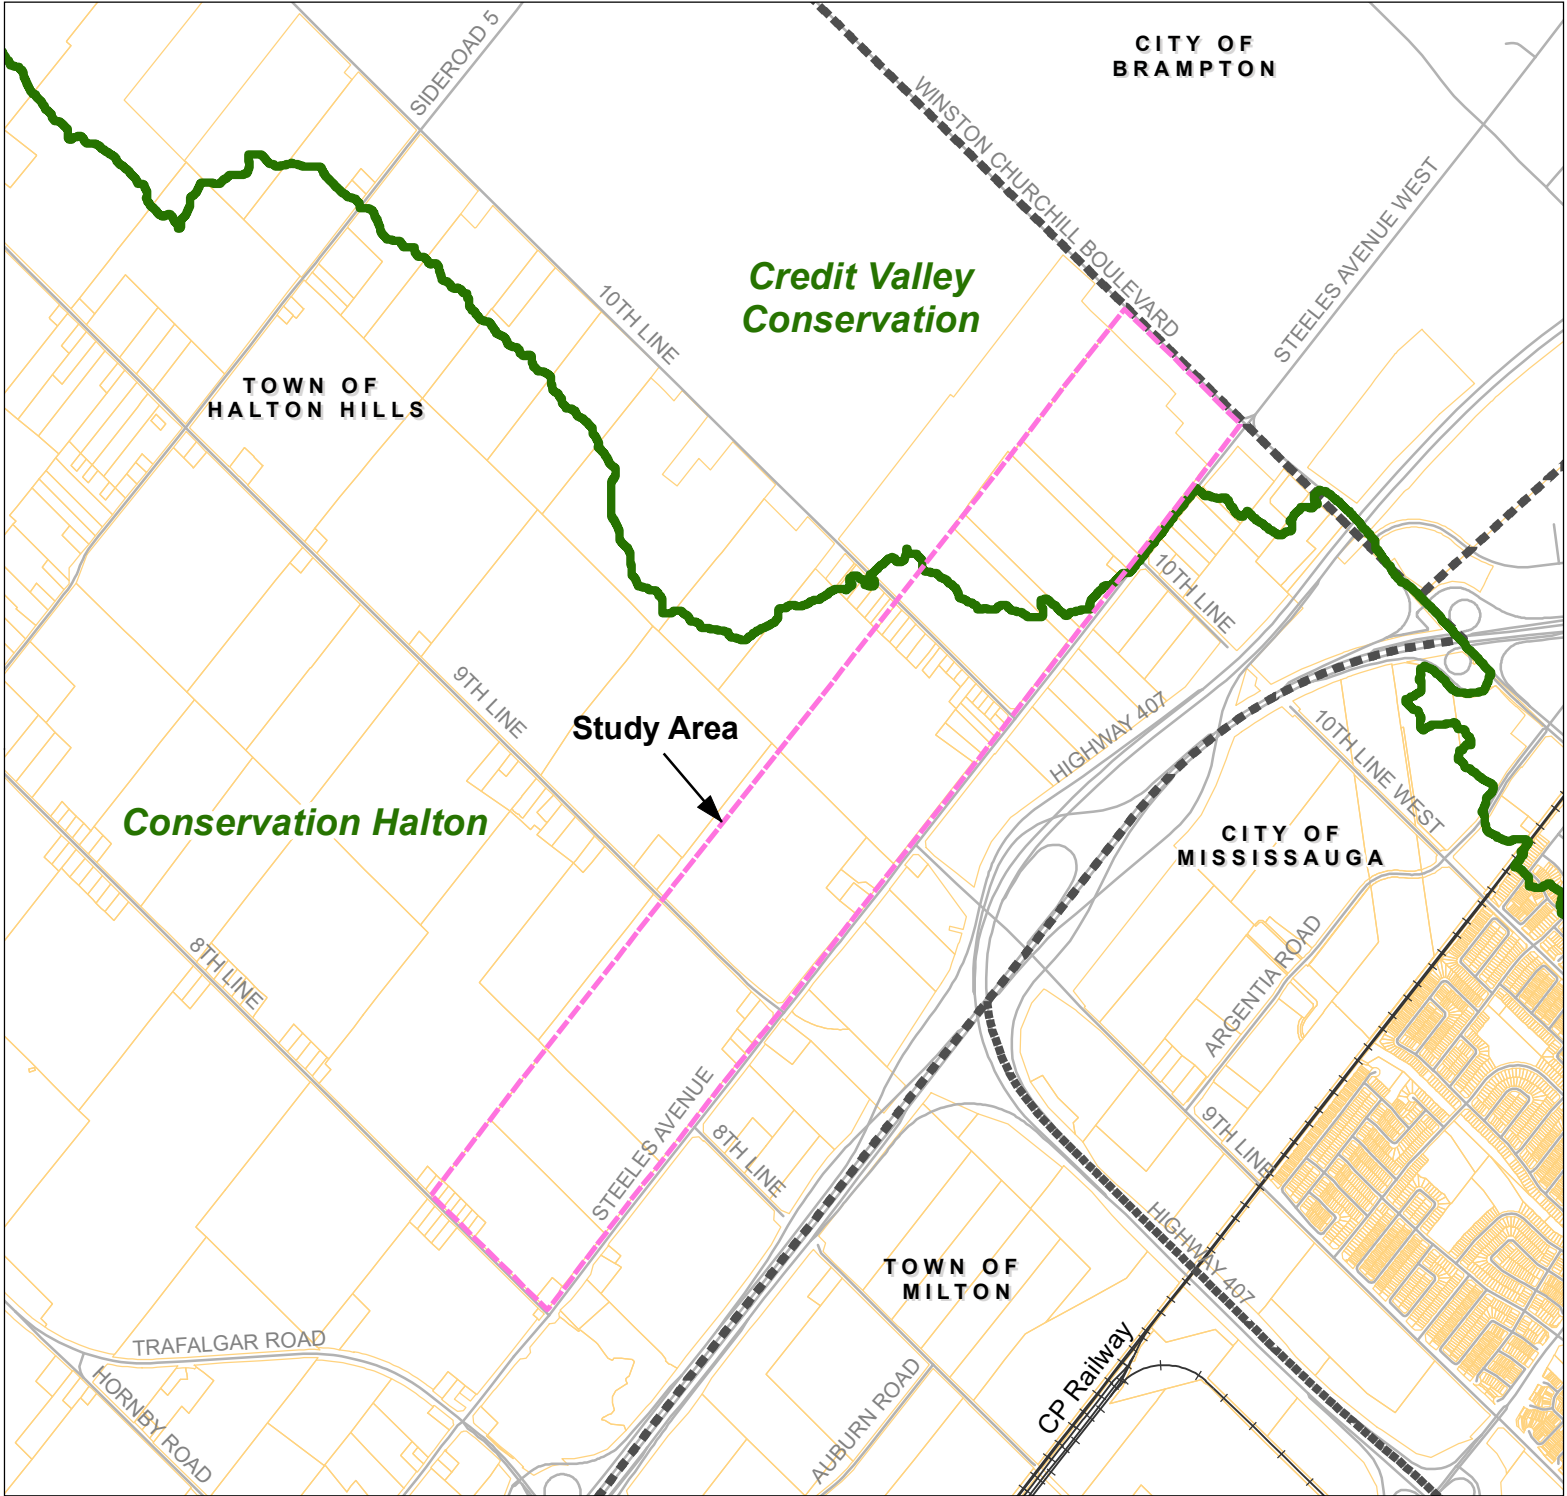 SIDEROAD 5
CITY OF
BRAMPTON
WINSTON CHURCHILL BOULEVARD
STEELES AVENUE WEST
Credit Valley
Conservation
10TH LINE
TOWN OF
HALTON HILLS
10TH LINE
9TH LINE
Study Area
HIGHWAY 407
10TH LINE WEST
Conservation Halton
CITY OF
MISSISSAUGA
8TH LINE
ARGENTIA ROAD
STEELES AVENUE
8TH LINE
9TH LINE
HIGHWAY 407
TOWN OF
MILTON
TRAFALGAR ROAD
HORNBY ROAD
AUBURN ROAD
CP Railway